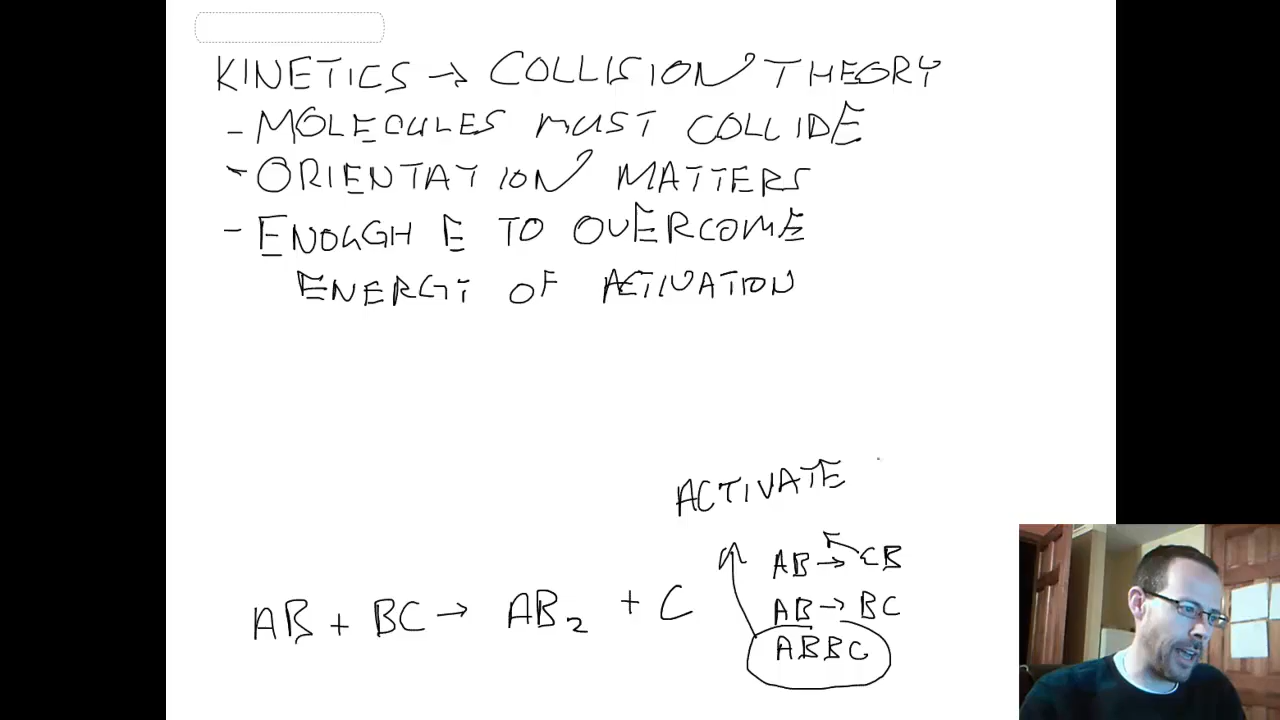 KINETICS → COLLISION THEORY
- MOLECULES MUST COLLIDE
- ORIENTATION MATTERS
- ENOUGH E TO OVERCOME
ENERGY OF ACTIVATION
ACTIVATE
AB → CB
AB → BC
ABBC
AB + BC → AB₂ + C